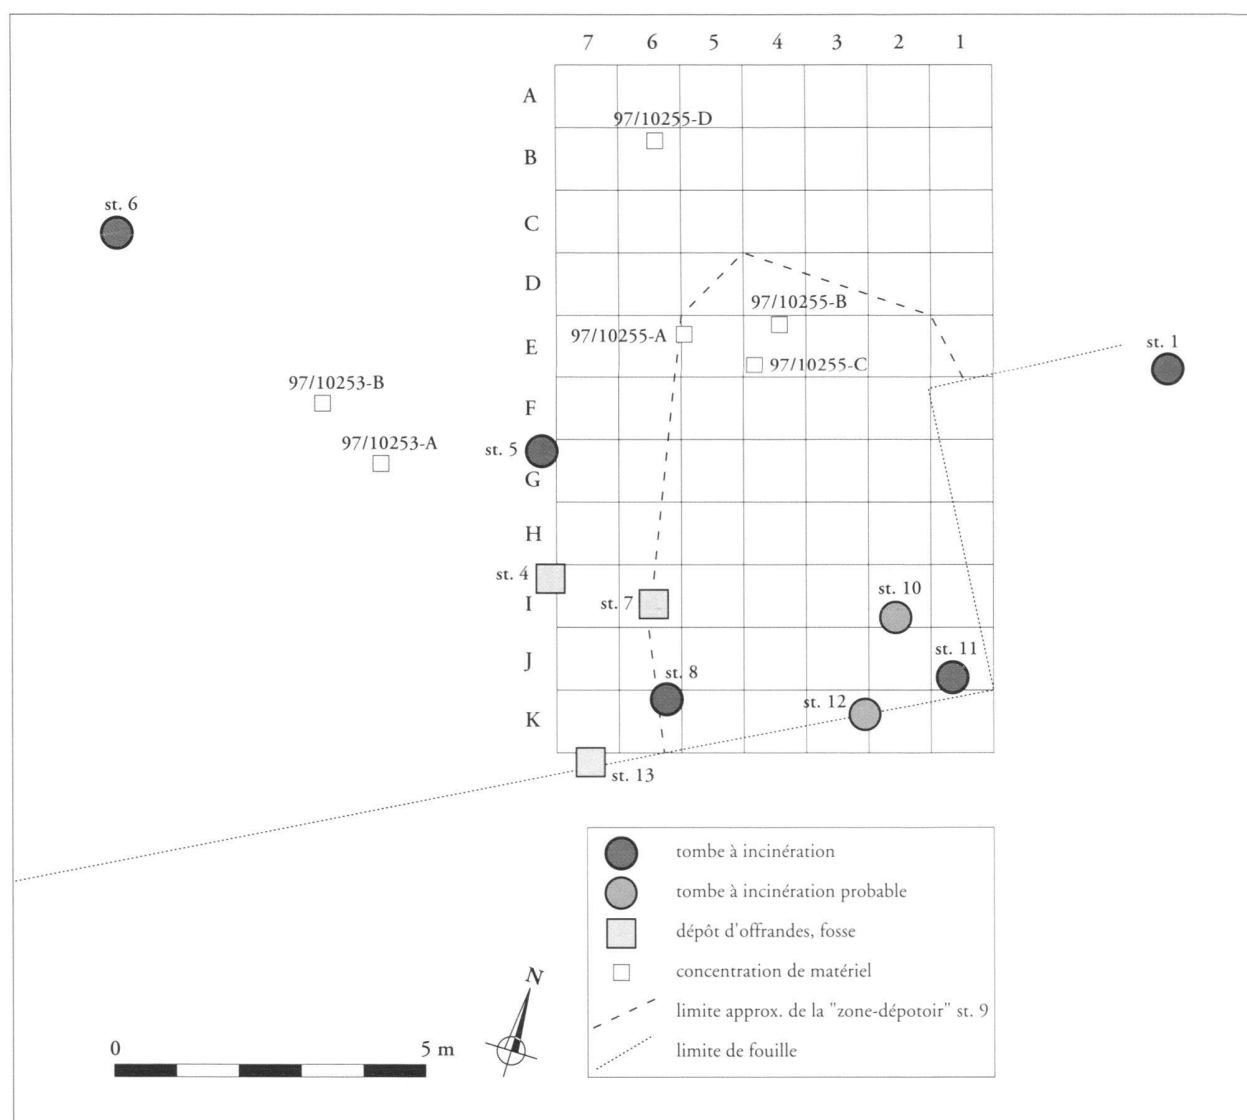 7 6 5 4 3 2 1
A
97/10255-D
B
st. 6
C
D
97/10255-B
97/10255-A
E
st. 1
97/10255-C
97/10253-B
F
97/10253-A
st. 5
G
H
st. 4
I
st. 7
st. 10
J
st. 11
st. 8
K
st. 12
st. 13
tombe à incinération
tombe à incinération probable
dépôt d'offrandes, fosse
concentration de matériel
limite approx. de la "zone-dépotoir" st. 9
limite de fouille
N
0 5 m